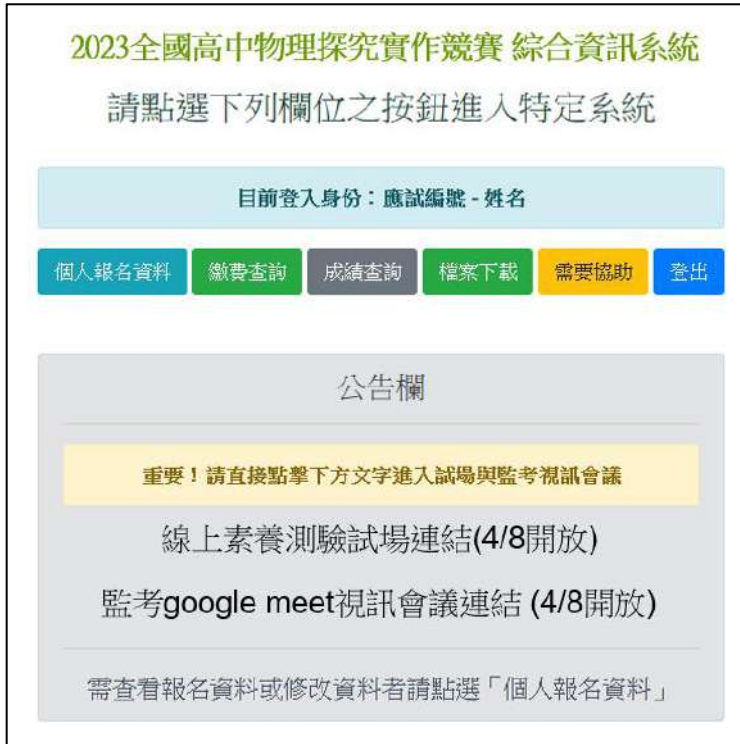 2023全國高中物理探究實作競賽 綜合資訊系統
請點選下列欄位之按鈕進入特定系統
目前登入身份：應試編號 - 姓名
個人報名資料 繳費查詢 成績查詢 檔案下載 需要協助 登出
公告欄
重要！請直接點擊下方文字進入試場與監考視訊會議
線上素養測驗試場連結(4/8開放)
監考google meet視訊會議連結 (4/8開放)
需查看報名資料或修改資料者請點選「個人報名資料」